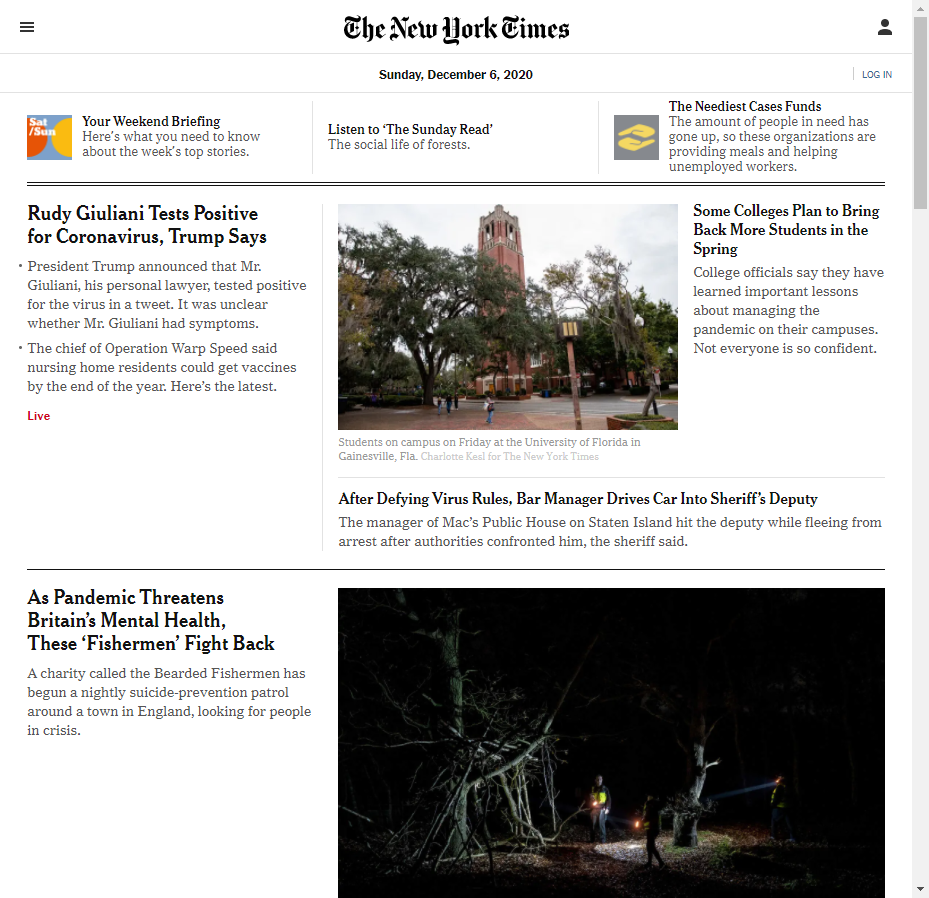 The New York Times
Sunday, December 6, 2020
LOG IN
Sat
/Sun
Your Weekend Briefing
Here's what you need to know
about the week's top stories.
Listen to ‘The Sunday Read’
The social life of forests.
The Neediest Cases Funds
The amount of people in need has
gone up, so these organizations are
providing meals and helping
unemployed workers.
Rudy Giuliani Tests Positive
for Coronavirus, Trump Says
• President Trump announced that Mr.
Giuliani, his personal lawyer, tested positive
for the virus in a tweet. It was unclear
whether Mr. Giuliani had symptoms.
• The chief of Operation Warp Speed said
nursing home residents could get vaccines
by the end of the year. Here’s the latest.
Live
Students on campus on Friday at the University of Florida in
Gainesville, Fla. Charlotte Kesl for The New York Times
Some Colleges Plan to Bring
Back More Students in the
Spring
College officials say they have
learned important lessons
about managing the
pandemic on their campuses.
Not everyone is so confident.
After Defying Virus Rules, Bar Manager Drives Car Into Sheriff’s Deputy
The manager of Mac’s Public House on Staten Island hit the deputy while fleeing from
arrest after authorities confronted him, the sheriff said.
As Pandemic Threatens
Britain’s Mental Health,
These ‘Fishermen’ Fight Back
A charity called the Bearded Fishermen has
begun a nightly suicide-prevention patrol
around a town in England, looking for people
in crisis.